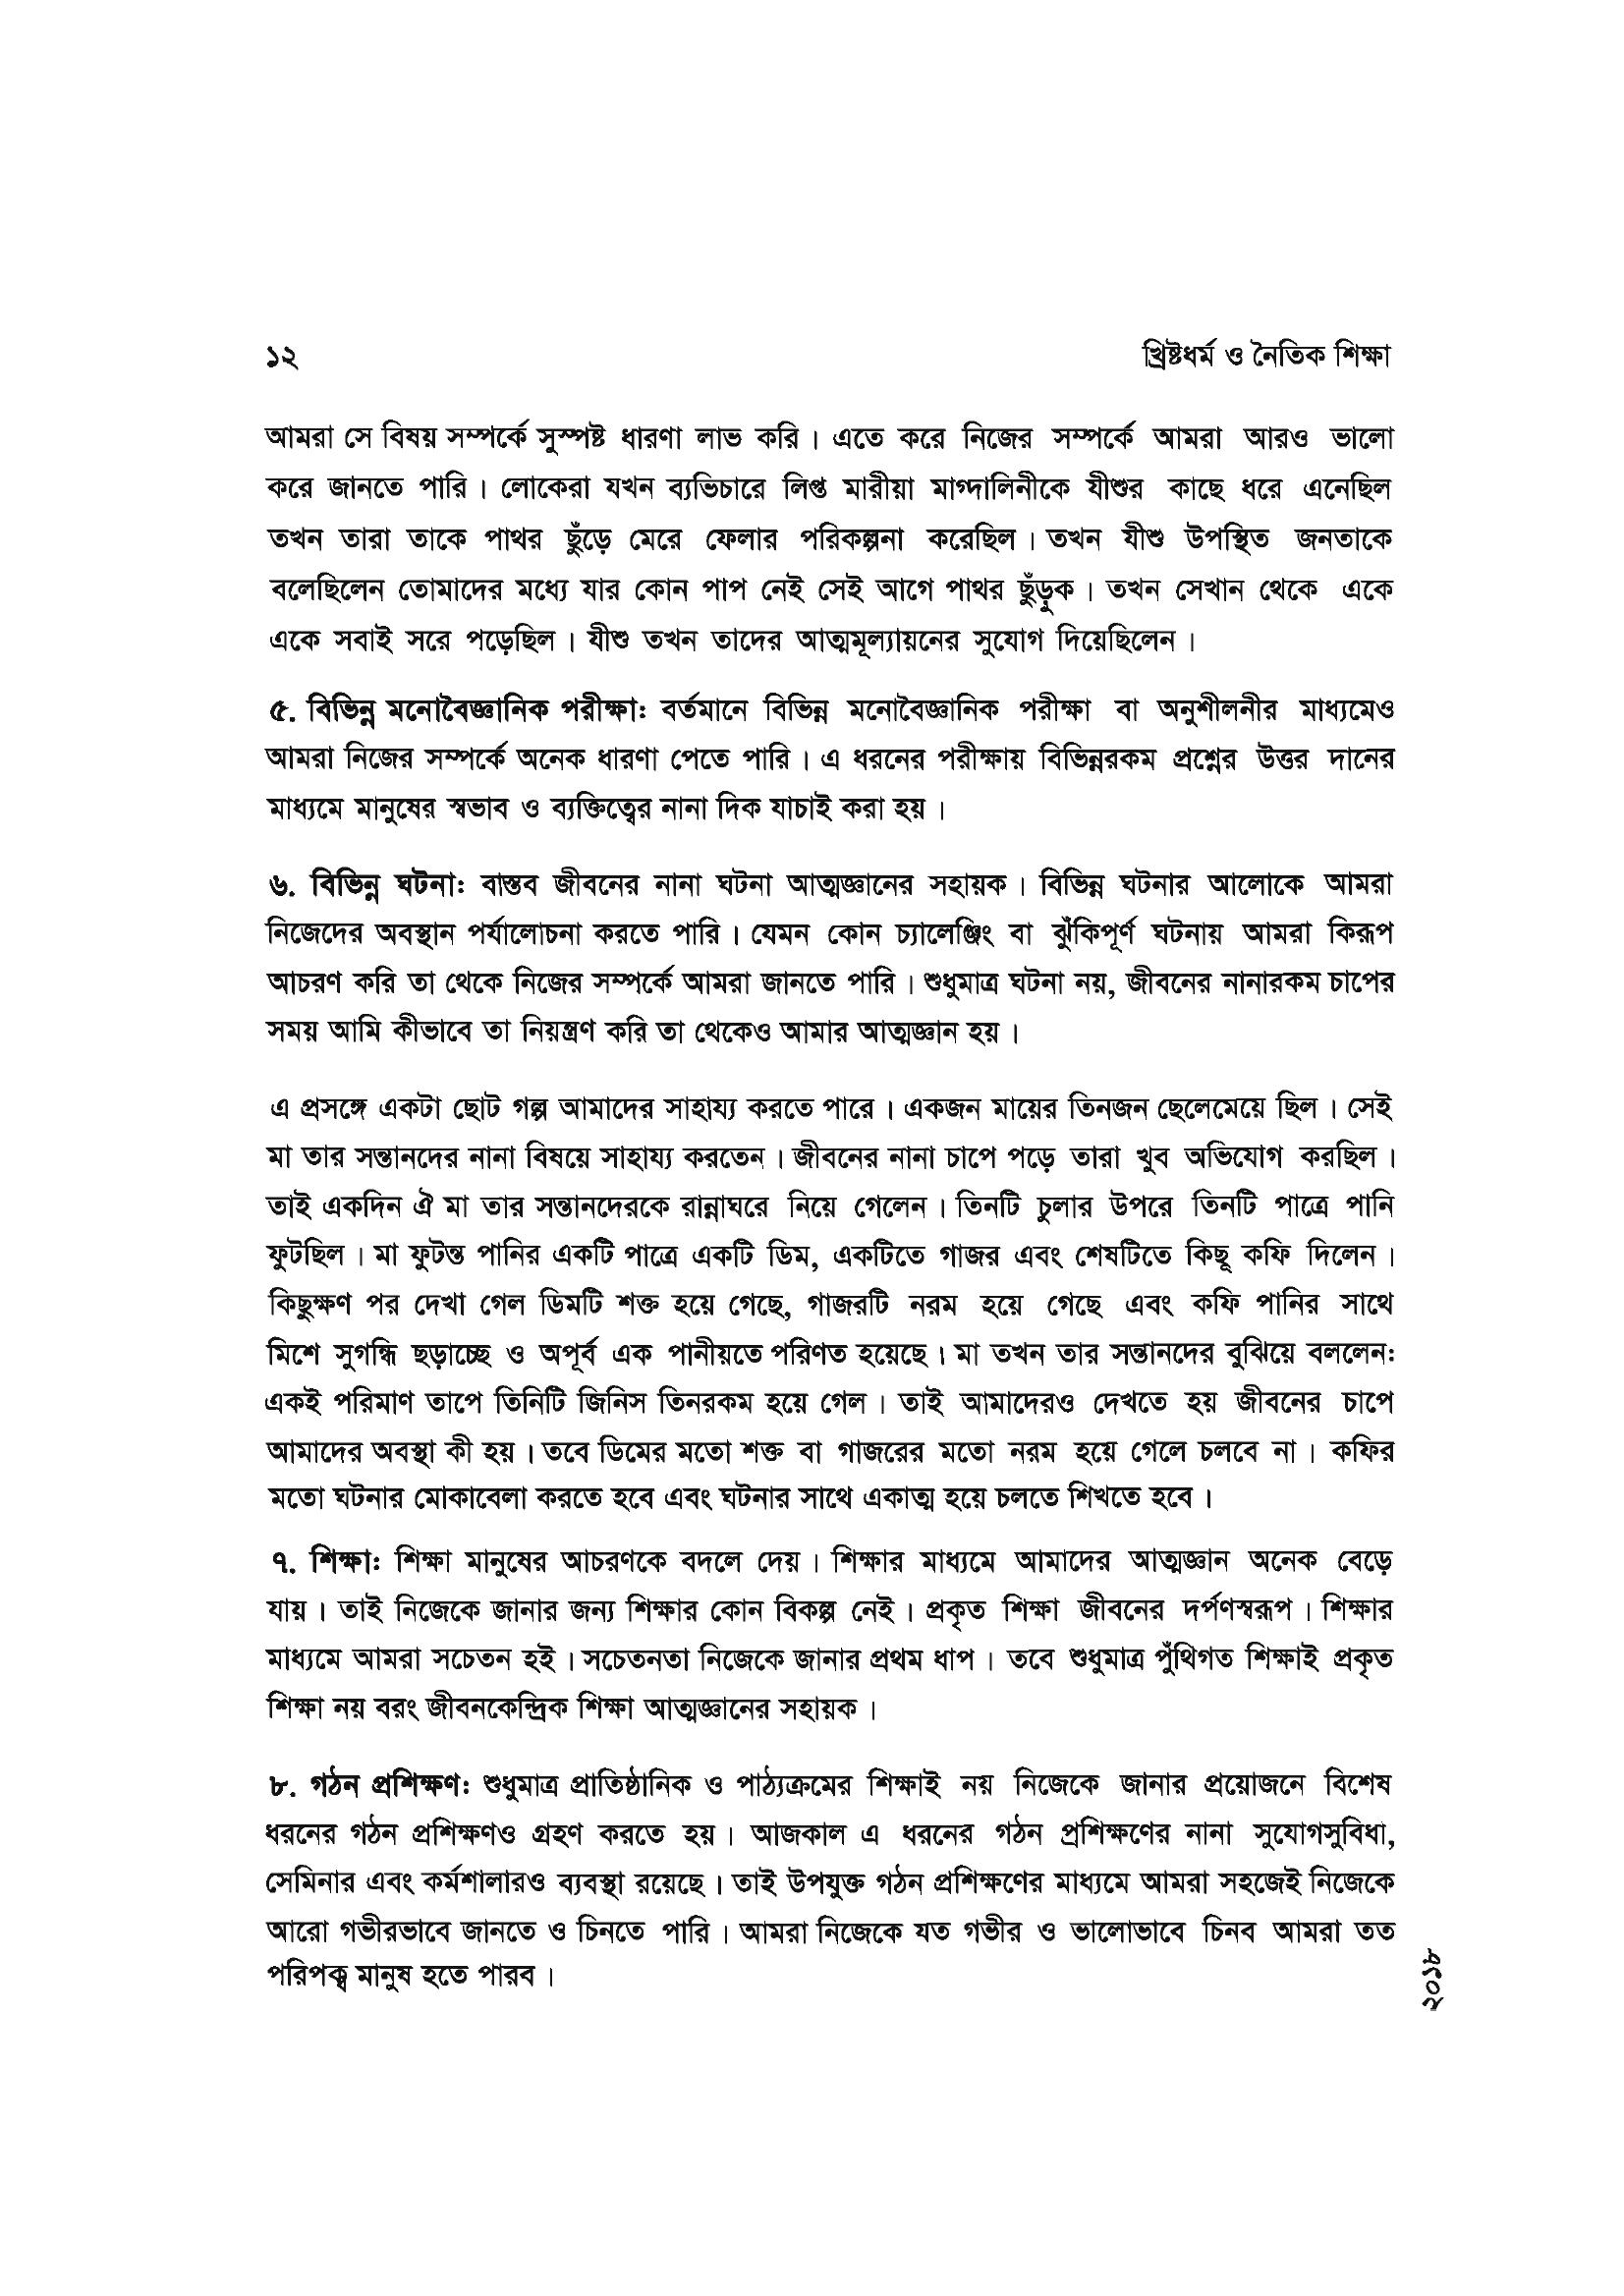 ১২ খ্রিষ্টধর্ম ও নৈতিক শিক্ষা
আমরা সে বিষয় সম্পর্কে সুস্পষ্ট ধারণা লাভ করি। এতে করে নিজের সম্পর্কে আমরা আরও ভালো
করে জানতে পারি। লোকেরা যখন ব্যভিচারে লিপ্ত মারীয়া মাগ্দালিনীকে যীশুর কাছে ধরে এনেছিল
তখন তারা তাকে পাথর ছুঁড়ে মেরে ফেলার পরিকল্পনা করেছিল। তখন যীশু উপস্থিত জনতাকে
বলেছিলেন তোমাদের মধ্যে যার কোন পাপ নেই সেই আগে পাথর ছুঁড়ুক। তখন সেখান থেকে একে
একে সবাই সরে পড়েছিল। যীশু তখন তাদের আত্মমূল্যায়নের সুযোগ দিয়েছিলেন।
৫. বিভিন্ন মনোবৈজ্ঞানিক পরীক্ষা: বর্তমানে বিভিন্ন মনোবৈজ্ঞানিক পরীক্ষা বা অনুশীলনীর মাধ্যমেও
আমরা নিজের সম্পর্কে অনেক ধারণা পেতে পারি। এ ধরনের পরীক্ষায় বিভিন্নরকম প্রশ্নের উত্তর দানের
মাধ্যমে মানুষের স্বভাব ও ব্যক্তিত্বের নানা দিক যাচাই করা হয়।
৬. বিভিন্ন ঘটনা: বাস্তব জীবনের নানা ঘটনা আত্মজ্ঞানের সহায়ক। বিভিন্ন ঘটনার আলোকে আমরা
নিজেদের অবস্থান পর্যালোচনা করতে পারি। যেমন কোন চ্যালেঞ্জিং বা ঝুঁকিপূর্ণ ঘটনায় আমরা কিরূপ
আচরণ করি তা থেকে নিজের সম্পর্কে আমরা জানতে পারি। শুধুমাত্র ঘটনা নয়, জীবনের নানারকম চাপের
সময় আমি কীভাবে তা নিয়ন্ত্রণ করি তা থেকেও আমার আত্মজ্ঞান হয়।
এ প্রসঙ্গে একটা ছোট গল্প আমাদের সাহায্য করতে পারে। একজন মায়ের তিনজন ছেলেমেয়ে ছিল। সেই
মা তার সন্তানদের নানা বিষয়ে সাহায্য করতেন। জীবনের নানা চাপে পড়ে তারা খুব অভিযোগ করছিল।
তাই একদিন ঐ মা তার সন্তানদেরকে রান্নাঘরে নিয়ে গেলেন। তিনটি চুলার উপরে তিনটি পাত্রে পানি
ফুটছিল। মা ফুটন্ত পানির একটি পাত্রে একটি ডিম, একটিতে গাজর এবং শেষটিতে কিছূ কফি দিলেন।
কিছুক্ষণ পর দেখা গেল ডিমটি শক্ত হয়ে গেছে, গাজরটি নরম হয়ে গেছে এবং কফি পানির সাথে
মিশে সুগন্ধি ছড়াচ্ছে ও অপূর্ব এক পানীয়তে পরিণত হয়েছে। মা তখন তার সন্তানদের বুঝিয়ে বললেন:
একই পরিমাণ তাপে তিনিটি জিনিস তিনরকম হয়ে গেল। তাই আমাদেরও দেখতে হয় জীবনের চাপে
আমাদের অবস্থা কী হয়। তবে ডিমের মতো শক্ত বা গাজরের মতো নরম হয়ে গেলে চলবে না। কফির
মতো ঘটনার মোকাবেলা করতে হবে এবং ঘটনার সাথে একাত্ম হয়ে চলতে শিখতে হবে।
৭. শিক্ষা: শিক্ষা মানুষের আচরণকে বদলে দেয়। শিক্ষার মাধ্যমে আমাদের আত্মজ্ঞান অনেক বেড়ে
যায়। তাই নিজেকে জানার জন্য শিক্ষার কোন বিকল্প নেই। প্রকৃত শিক্ষা জীবনের দর্পণস্বরূপ। শিক্ষার
মাধ্যমে আমরা সচেতন হই। সচেতনতা নিজেকে জানার প্রথম ধাপ। তবে শুধুমাত্র পুঁথিগত শিক্ষাই প্রকৃত
শিক্ষা নয় বরং জীবনকেন্দ্রিক শিক্ষা আত্মজ্ঞানের সহায়ক।
৮. গঠন প্রশিক্ষণ: শুধুমাত্র প্রাতিষ্ঠানিক ও পাঠ্যক্রমের শিক্ষাই নয় নিজেকে জানার প্রয়োজনে বিশেষ
ধরনের গঠন প্রশিক্ষণও গ্রহণ করতে হয়। আজকাল এ ধরনের গঠন প্রশিক্ষণের নানা সুযোগসুবিধা,
সেমিনার এবং কর্মশালারও ব্যবস্থা রয়েছে। তাই উপযুক্ত গঠন প্রশিক্ষণের মাধ্যমে আমরা সহজেই নিজেকে
আরো গভীরভাবে জানতে ও চিনতে পারি। আমরা নিজেকে যত গভীর ও ভালোভাবে চিনব আমরা তত
পরিপক্ব মানুষ হতে পারব।
২০১৮